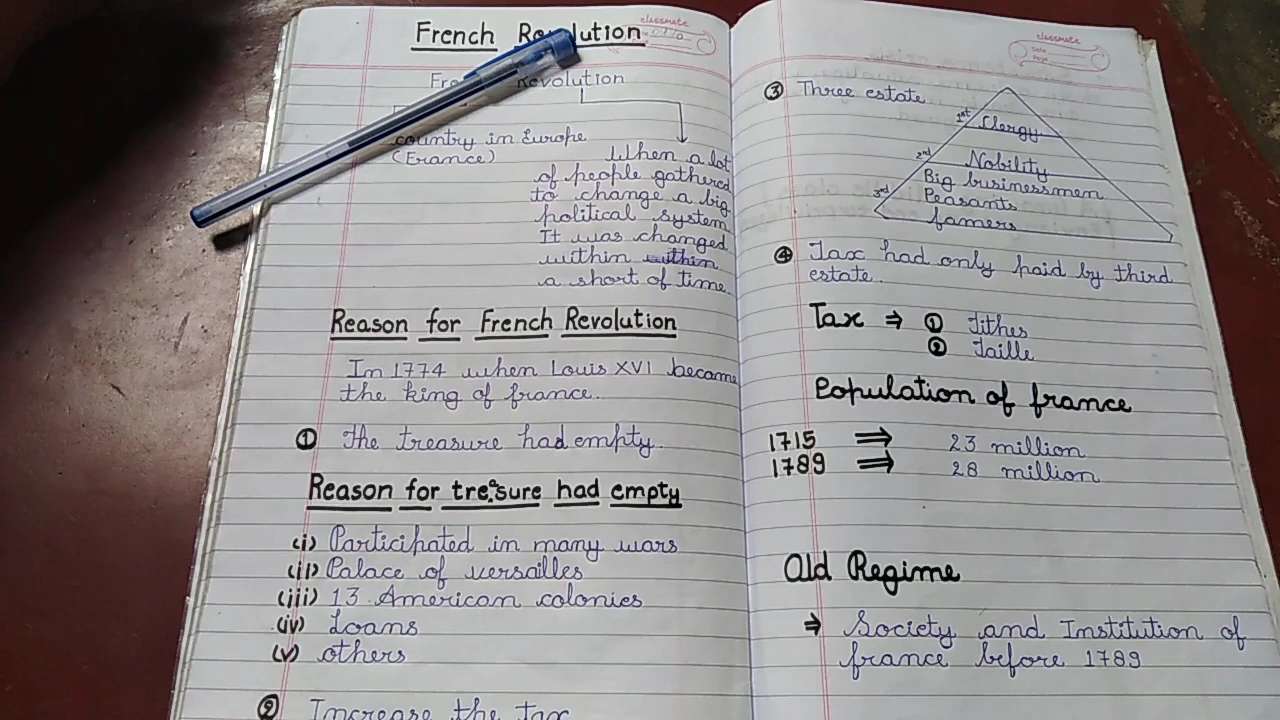 French Revolution
Revolution
country in Europe
(France)
When a lot
of people gathered
to change a big
political system
It was changed
within within
a short of time
Reason for French Revolution
In 1774 when Louis XVI became
the king of france.
① The treasure had empty.
Reason for treasure had empty
(i) Participated in many wars
(ii) Palace of versailles
(iii) 13 American colonies
(iv) Loans
(v) others
② Increase the tax
classmate
Date
Page
③ Three estate
1st Clergy
2nd Nobility
Big businessmen
3rd Peasants
famers
④ Tax had only paid by third
estate.
Tax ⇒ ① Tithes
② Taille
Population of france
1715 ⇒ 23 million
1789 ⇒ 28 million
Old Regime
⇒ Society and Institution of
france before 1789